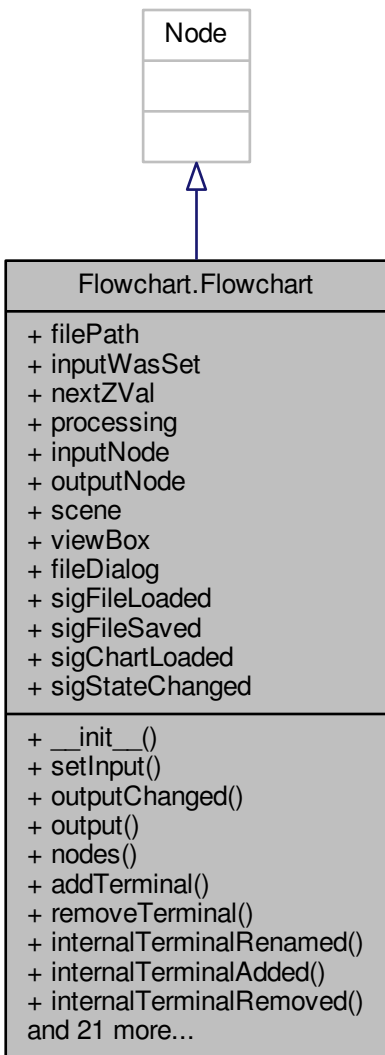 Node
Flowchart.Flowchart
+ filePath
+ inputWasSet
+ nextZVal
+ processing
+ inputNode
+ outputNode
+ scene
+ viewBox
+ fileDialog
+ sigFileLoaded
+ sigFileSaved
+ sigChartLoaded
+ sigStateChanged
+ __init__()
+ setInput()
+ outputChanged()
+ output()
+ nodes()
+ addTerminal()
+ removeTerminal()
+ internalTerminalRenamed()
+ internalTerminalAdded()
+ internalTerminalRemoved()
and 21 more...